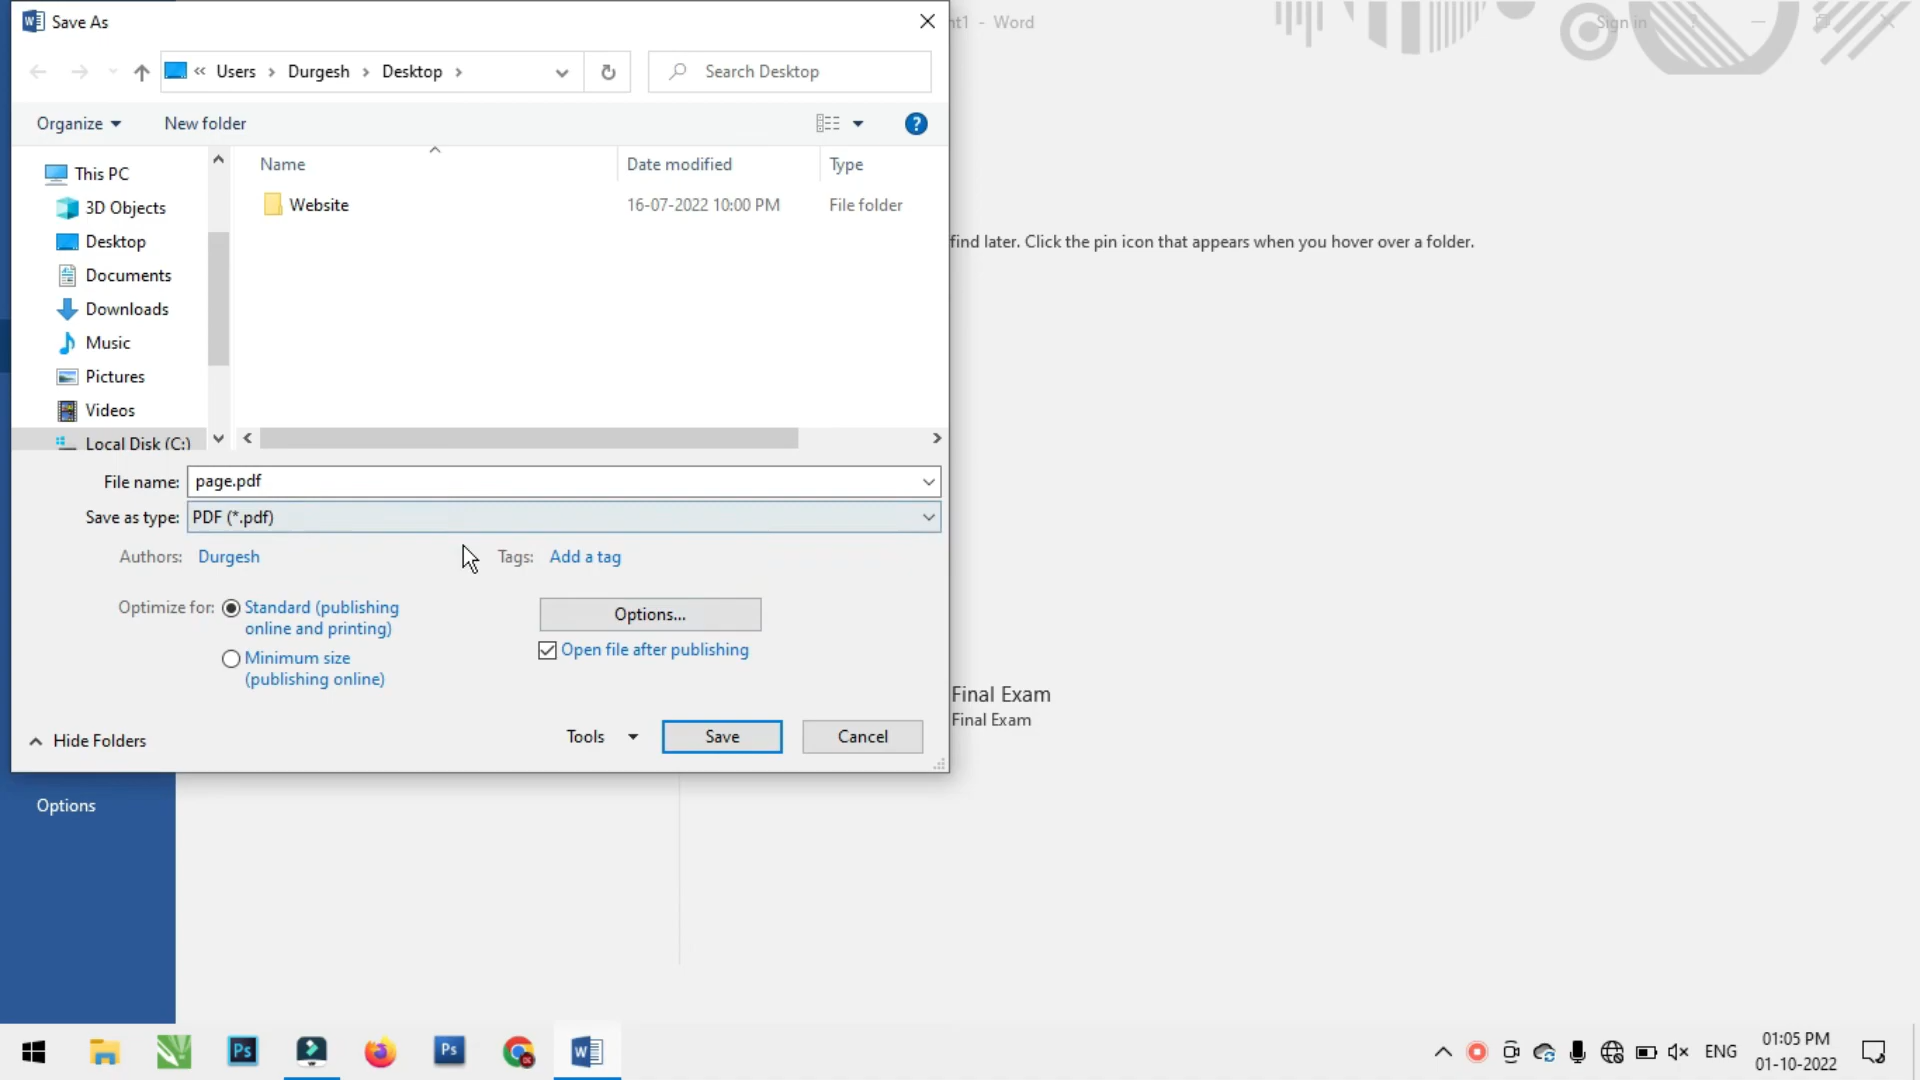 Save As
nt1 - Word
Sign in
« Users › Durgesh › Desktop ›
Search Desktop
Organize
New folder
?
Name
Date modified
Type
This PC
3D Objects
Desktop
Documents
Downloads
Music
Pictures
Videos
Local Disk (C:)
Website
16-07-2022 10:00 PM
File folder
find later. Click the pin icon that appears when you hover over a folder.
File name: page.pdf
Save as type: PDF (*.pdf)
Authors: Durgesh
Tags: Add a tag
Optimize for:
Standard (publishing
online and printing)
Minimum size
(publishing online)
Options...
Open file after publishing
Final Exam
Final Exam
Hide Folders
Tools
Save
Cancel
Options
Ps
Ps
ENG
01:05 PM
01-10-2022